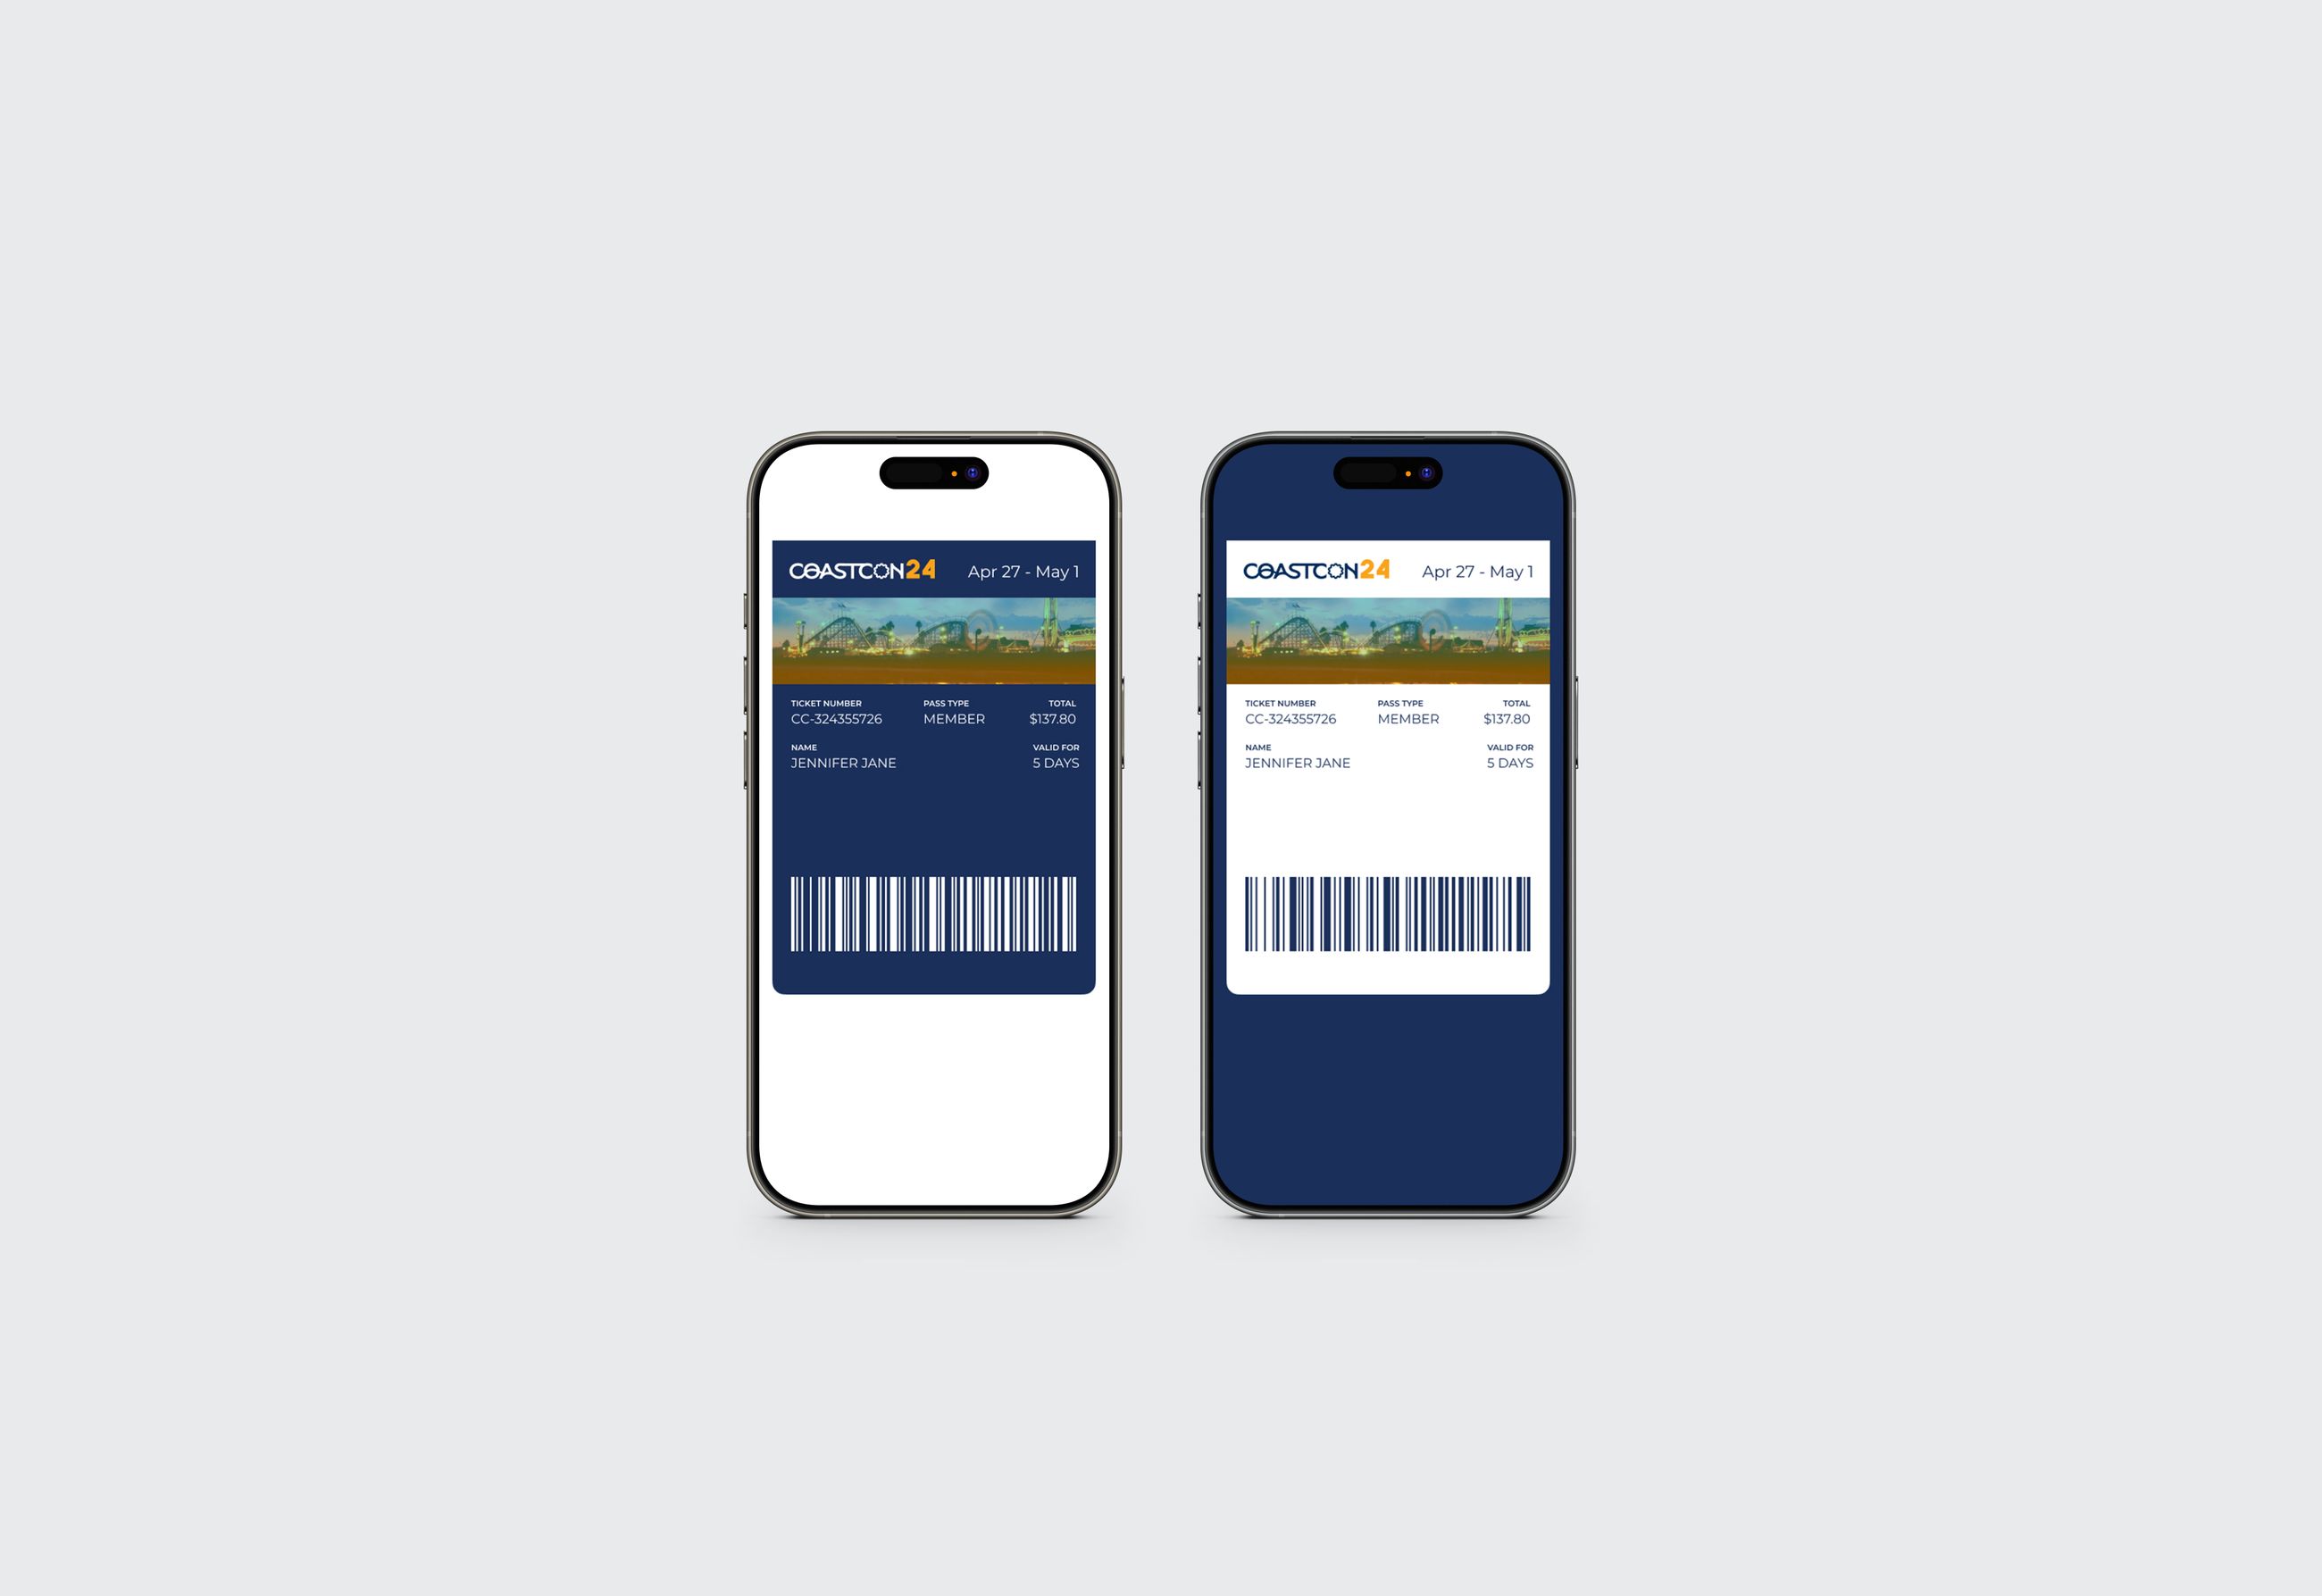 COASTCON24 Apr 27 - May 1
TICKET NUMBER PASS TYPE TOTAL
CC-324355726 MEMBER $137.80
NAME VALID FOR
JENNIFER JANE 5 DAYS
COASTCON24 Apr 27 - May 1
TICKET NUMBER PASS TYPE TOTAL
CC-324355726 MEMBER $137.80
NAME VALID FOR
JENNIFER JANE 5 DAYS